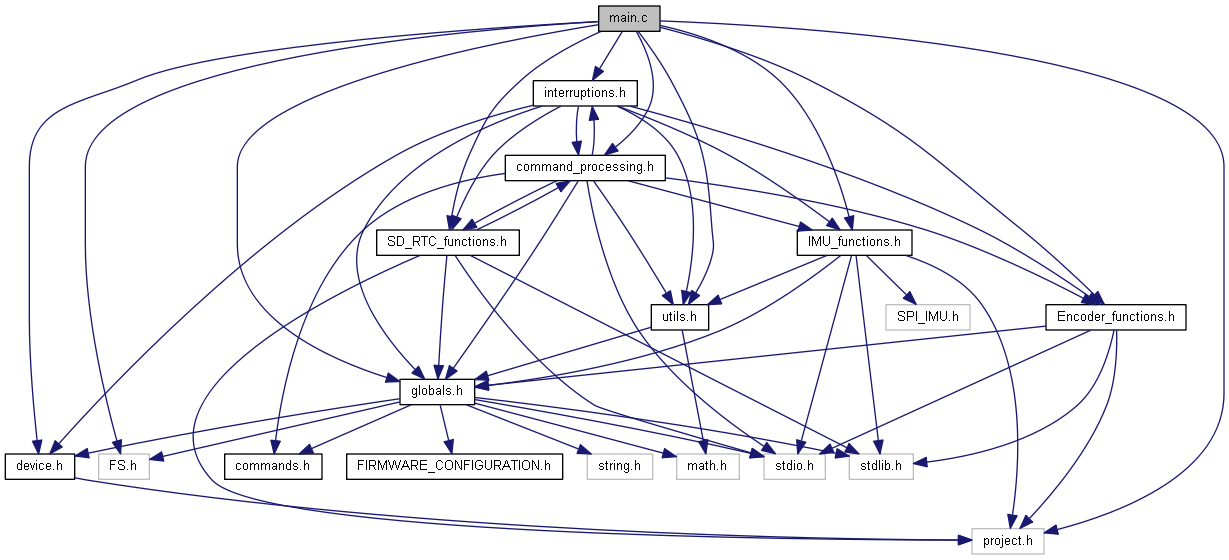 main.c
interruptions.h
command_processing.h
SD_RTC_functions.h
IMU_functions.h
utils.h
SPI_IMU.h
Encoder_functions.h
globals.h
device.h
FS.h
commands.h
FIRMWARE_CONFIGURATION.h
string.h
math.h
stdio.h
stdlib.h
project.h